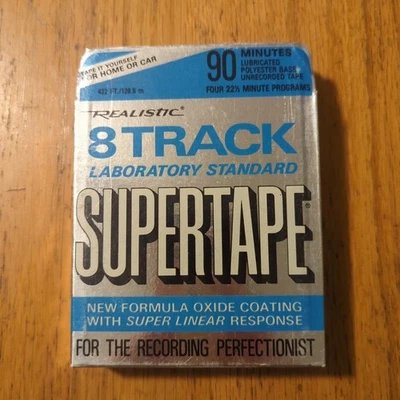 TAPE IT YOURSELF
FOR HOME OR CAR
90 MINUTES
LUBRICATED
POLYESTER BASE
UNRECORDED TAPE
FOUR 22½ MINUTE PROGRAMS
REALISTIC®
8 TRACK
LABORATORY STANDARD
SUPERTAPE®
NEW FORMULA OXIDE COATING
WITH SUPER LINEAR RESPONSE
FOR THE RECORDING PERFECTIONIST